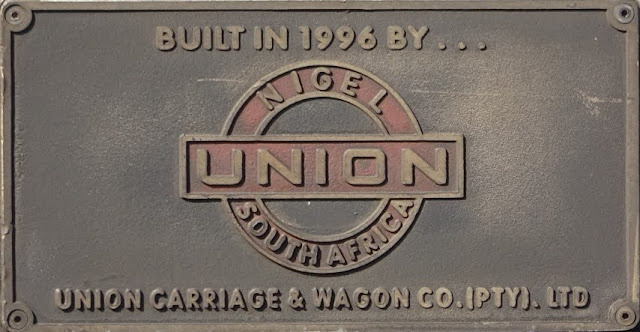 BUILT IN 1996 BY...
NIGEL
UNION
SOUTH AFRICA
UNION CARRIAGE & WAGON CO.(PTY). LTD